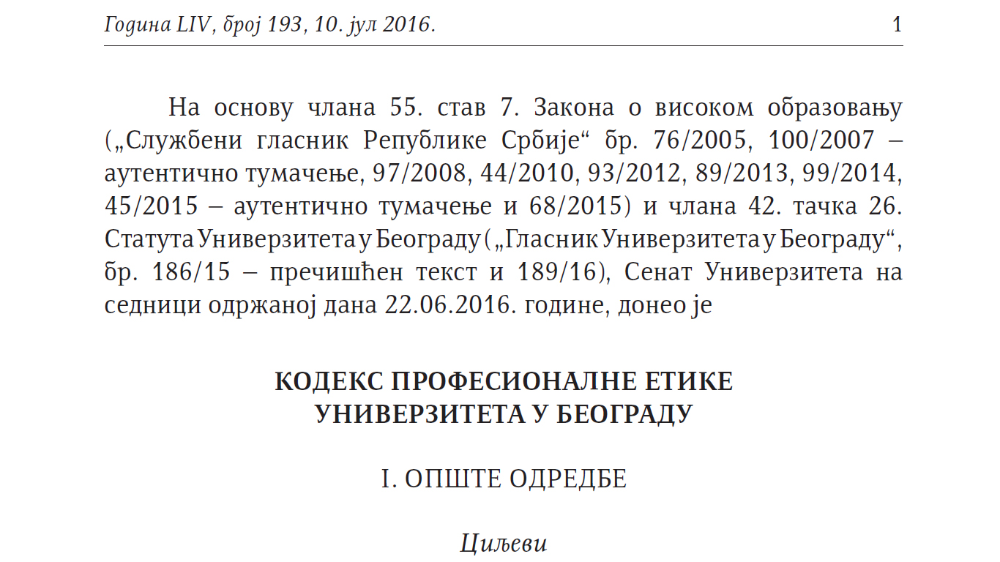 Година LIV, број 193, 10. јул 2016. 1
На основу члана 55. став 7. Закона о високом образовању
(„Службени гласник Републике Србије“ бр. 76/2005, 100/2007 –
аутентично тумачење, 97/2008, 44/2010, 93/2012, 89/2013, 99/2014,
45/2015 – аутентично тумачење и 68/2015) и члана 42. тачка 26.
Статута Универзитета у Београду („Гласник Универзитета у Београду“,
бр. 186/15 – пречишћен текст и 189/16), Сенат Универзитета на
седници одржаној дана 22.06.2016. године, донео је
КОДЕКС ПРОФЕСИОНАЛНЕ ЕТИКЕ
УНИВЕРЗИТЕТА У БЕОГРАДУ
I. ОПШТЕ ОДРЕДБЕ
Циљеви